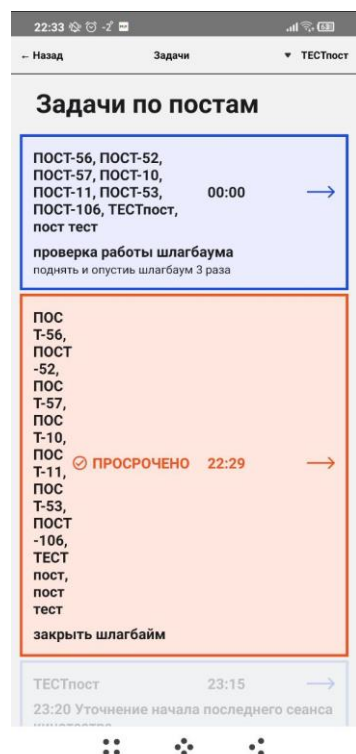 22:33 -2°
← Назад Задачи ▼ ТЕСТпост
Задачи по постам
ПОСТ-56, ПОСТ-52,
ПОСТ-57, ПОСТ-10,
ПОСТ-11, ПОСТ-53, 00:00 →
ПОСТ-106, ТЕСТпост,
пост тест
проверка работы шлагбаума
поднять и опустиь шлагбаум 3 раза
ПОС
Т-56,
ПОСТ
-52,
ПОС
Т-57,
ПОС
Т-10,
ПОС
Т-11, ПРОСРОЧЕНО 22:29 →
ПОС
Т-53,
ПОСТ
-106,
ТЕСТ
пост,
пост
тест
закрыть шлагбайм
ТЕСТпост 23:15 →
23:20 Уточнение начала последнего сеанса